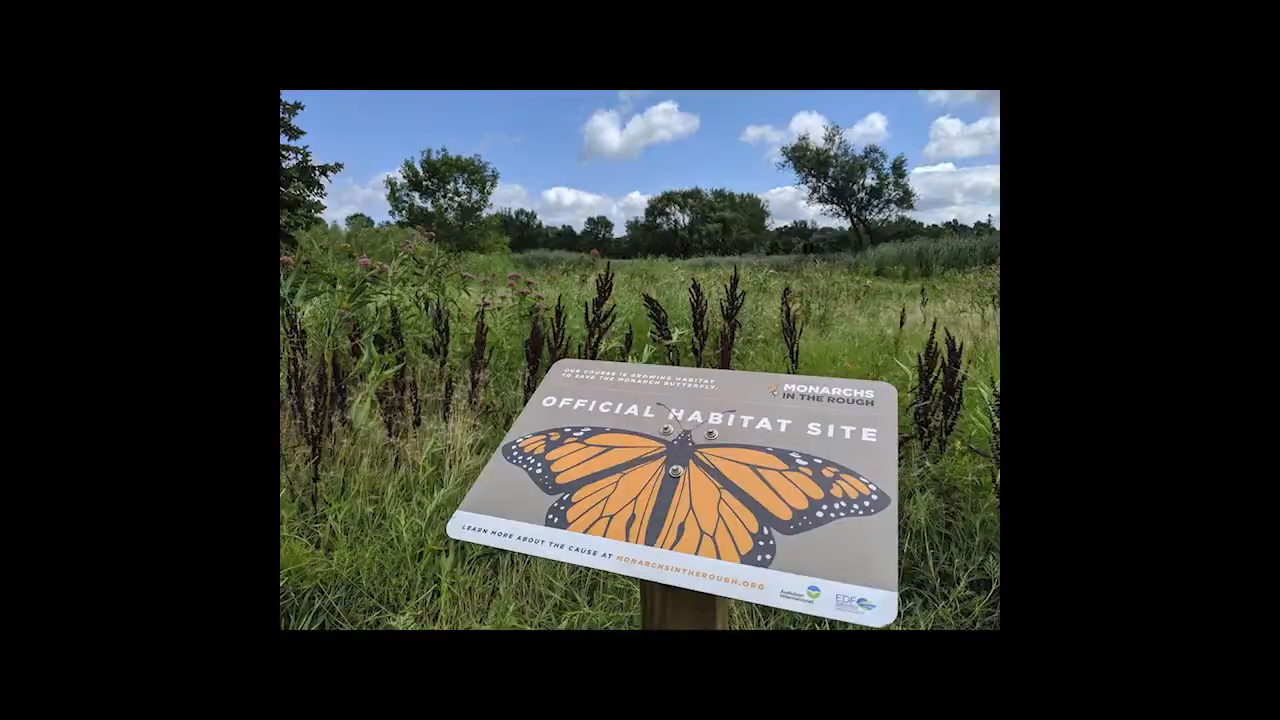 OUR COURSE IS GROWING HABITAT
TO SAVE THE MONARCH BUTTERFLY.
MONARCHS
IN THE ROUGH
OFFICIAL HABITAT SITE
LEARN MORE ABOUT THE CAUSE AT MONARCHSINTHEROUGH.ORG
Audubon
International
EDF